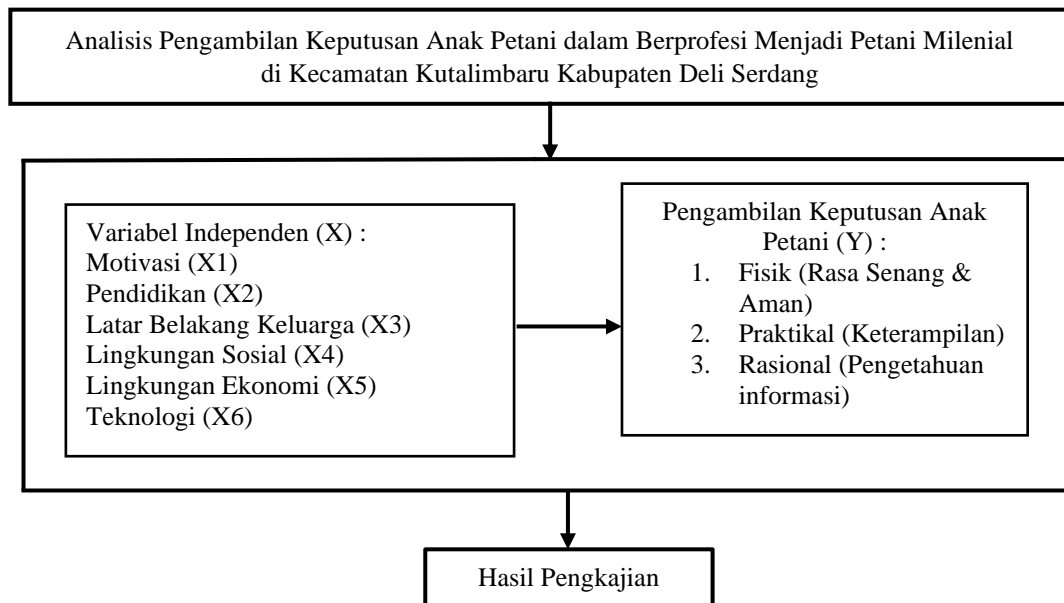 Analisis Pengambilan Keputusan Anak Petani dalam Berprofesi Menjadi Petani Milenial
di Kecamatan Kutalimbaru Kabupaten Deli Serdang
Variabel Independen (X) :
Motivasi (X1)
Pendidikan (X2)
Latar Belakang Keluarga (X3)
Lingkungan Sosial (X4)
Lingkungan Ekonomi (X5)
Teknologi (X6)
Pengambilan Keputusan Anak
Petani (Y) :
1. Fisik (Rasa Senang &
Aman)
2. Praktikal (Keterampilan)
3. Rasional (Pengetahuan
informasi)
Hasil Pengkajian